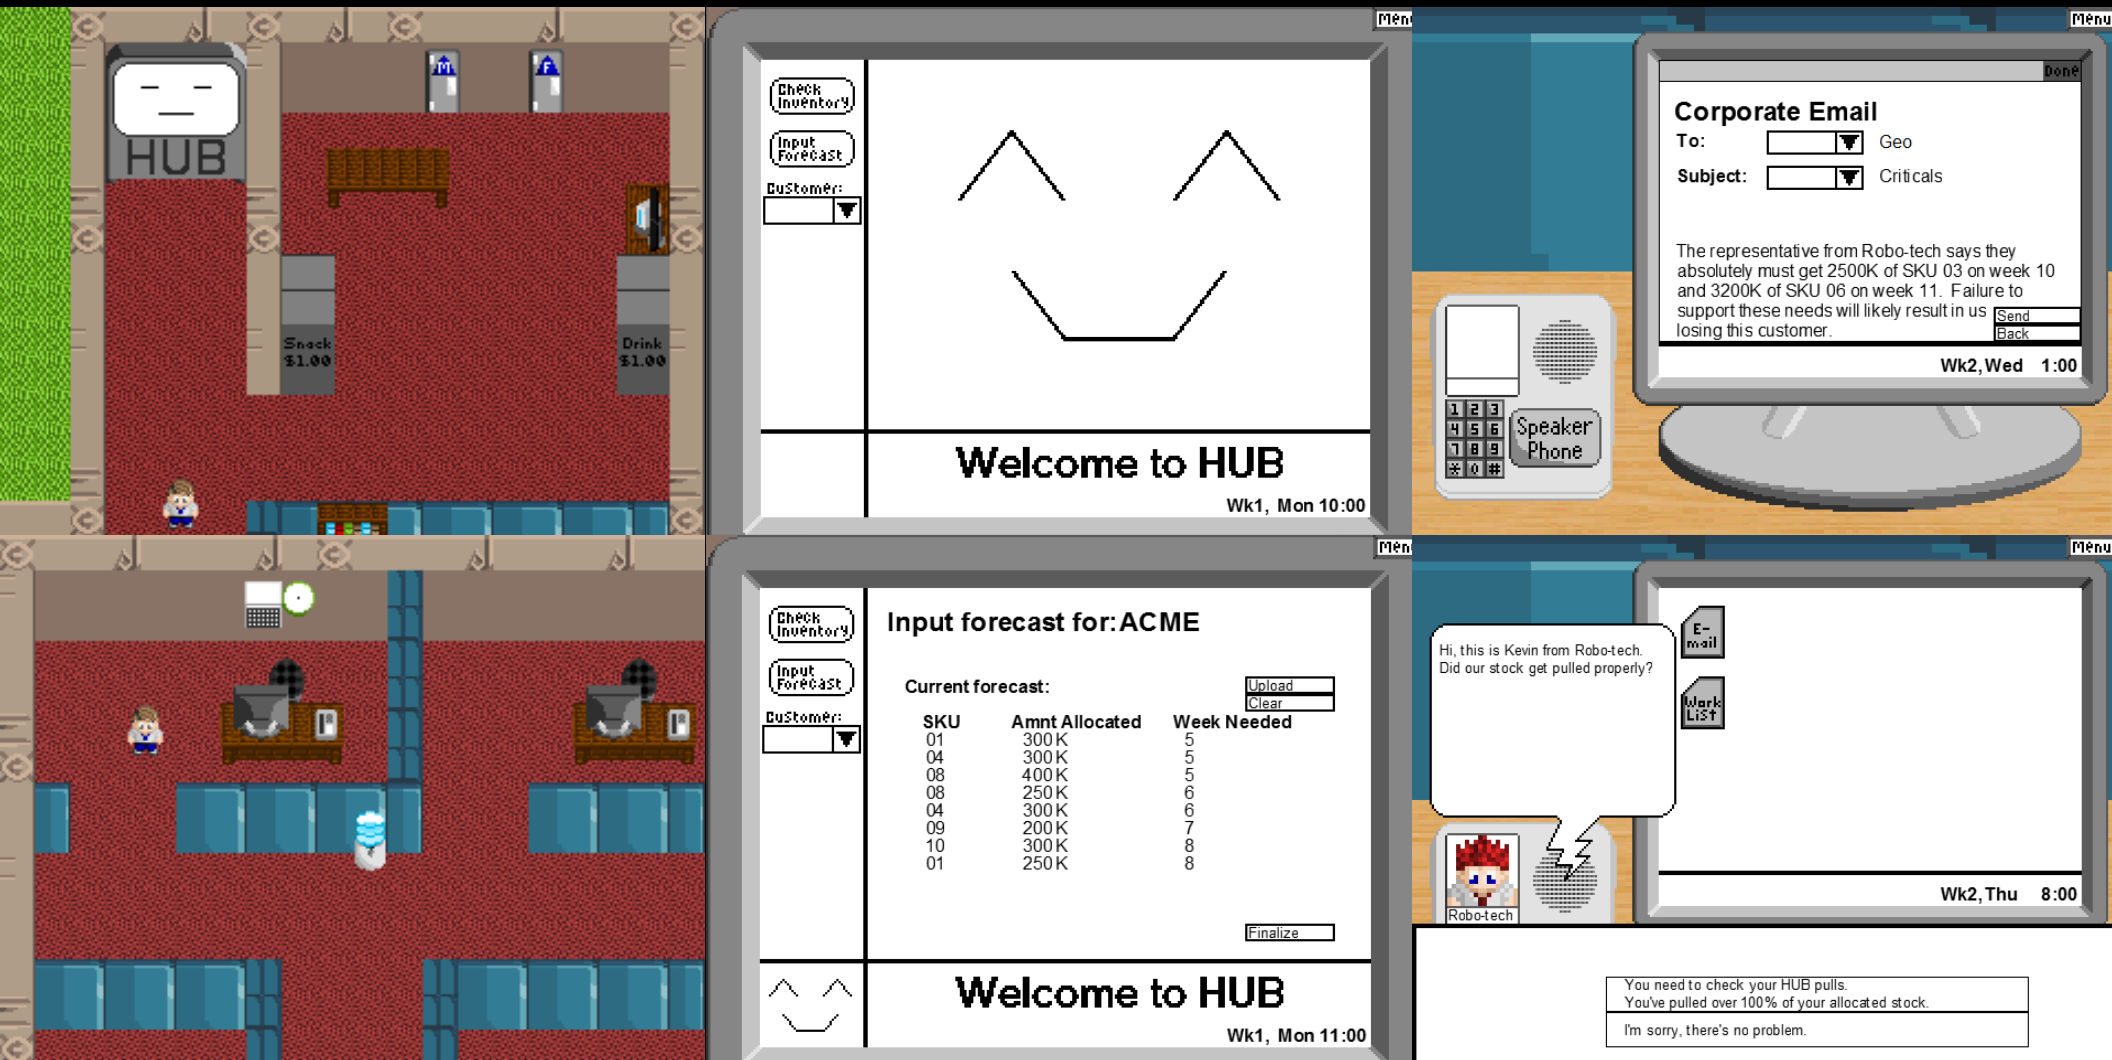 M
F
HUB
Snack
$1.00
Drink
$1.00
Menu
Check
Inventory
Input
Forecast
Customer:
Welcome to HUB
Wk1, Mon 10:00
Menu
Done
Corporate Email
To:
Geo
Subject:
Criticals
The representative from Robo-tech says they
absolutely must get 2500K of SKU 03 on week 10
and 3200K of SKU 06 on week 11. Failure to
support these needs will likely result in us
losing this customer.
Send
Back
Wk2, Wed 1:00
1 2 3
4 5 6
7 8 9
* 0 #
Speaker
Phone
Menu
Check
Inventory
Input
Forecast
Customer:
Input forecast for:ACME
Current forecast:
Upload
Clear
SKU Amnt Allocated Week Needed
01 300K 5
04 300K 5
08 400K 5
08 250K 6
04 300K 6
09 200K 7
10 300K 8
01 250K 8
Finalize
Welcome to HUB
Wk1, Mon 11:00
Menu
Hi, this is Kevin from Robo-tech.
Did our stock get pulled properly?
E-
mail
Work
List
Robo-tech
Wk2, Thu 8:00
You need to check your HUB pulls.
You've pulled over 100% of your allocated stock.
I'm sorry, there's no problem.